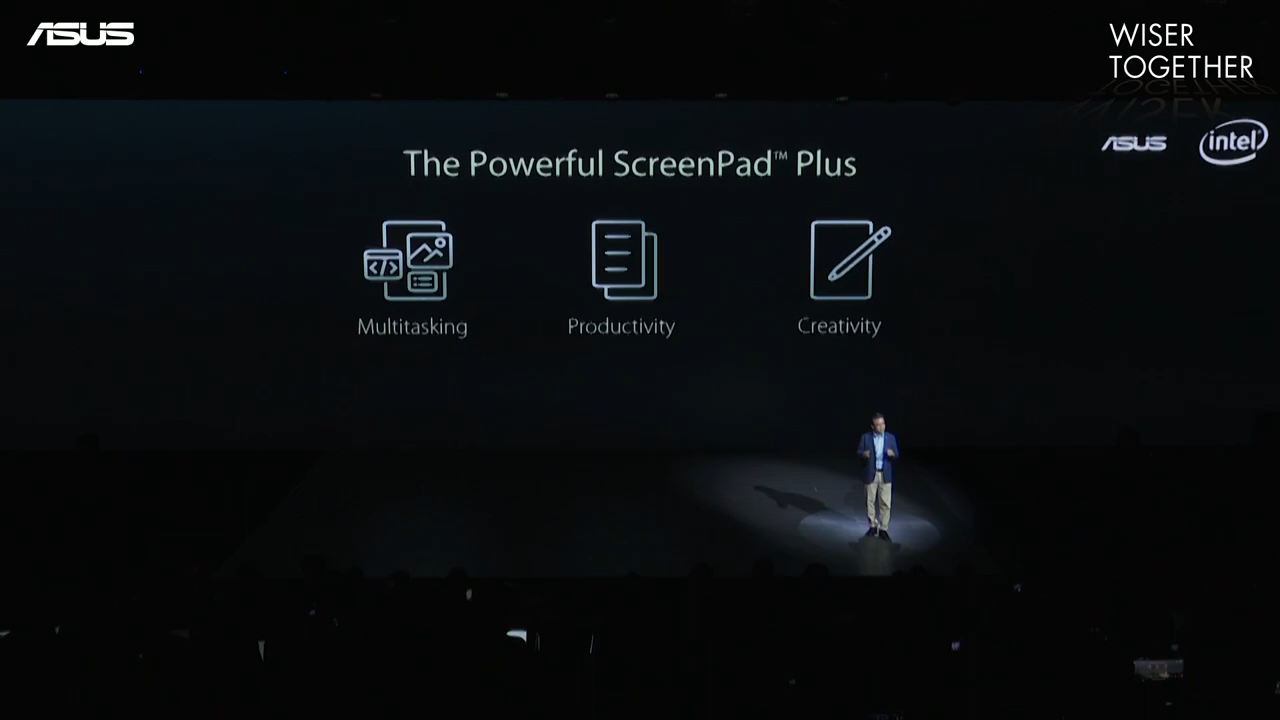 ASUS
WISER
TOGETHER
ASUS
intel
The Powerful ScreenPad™ Plus
Multitasking
Productivity
Creativity